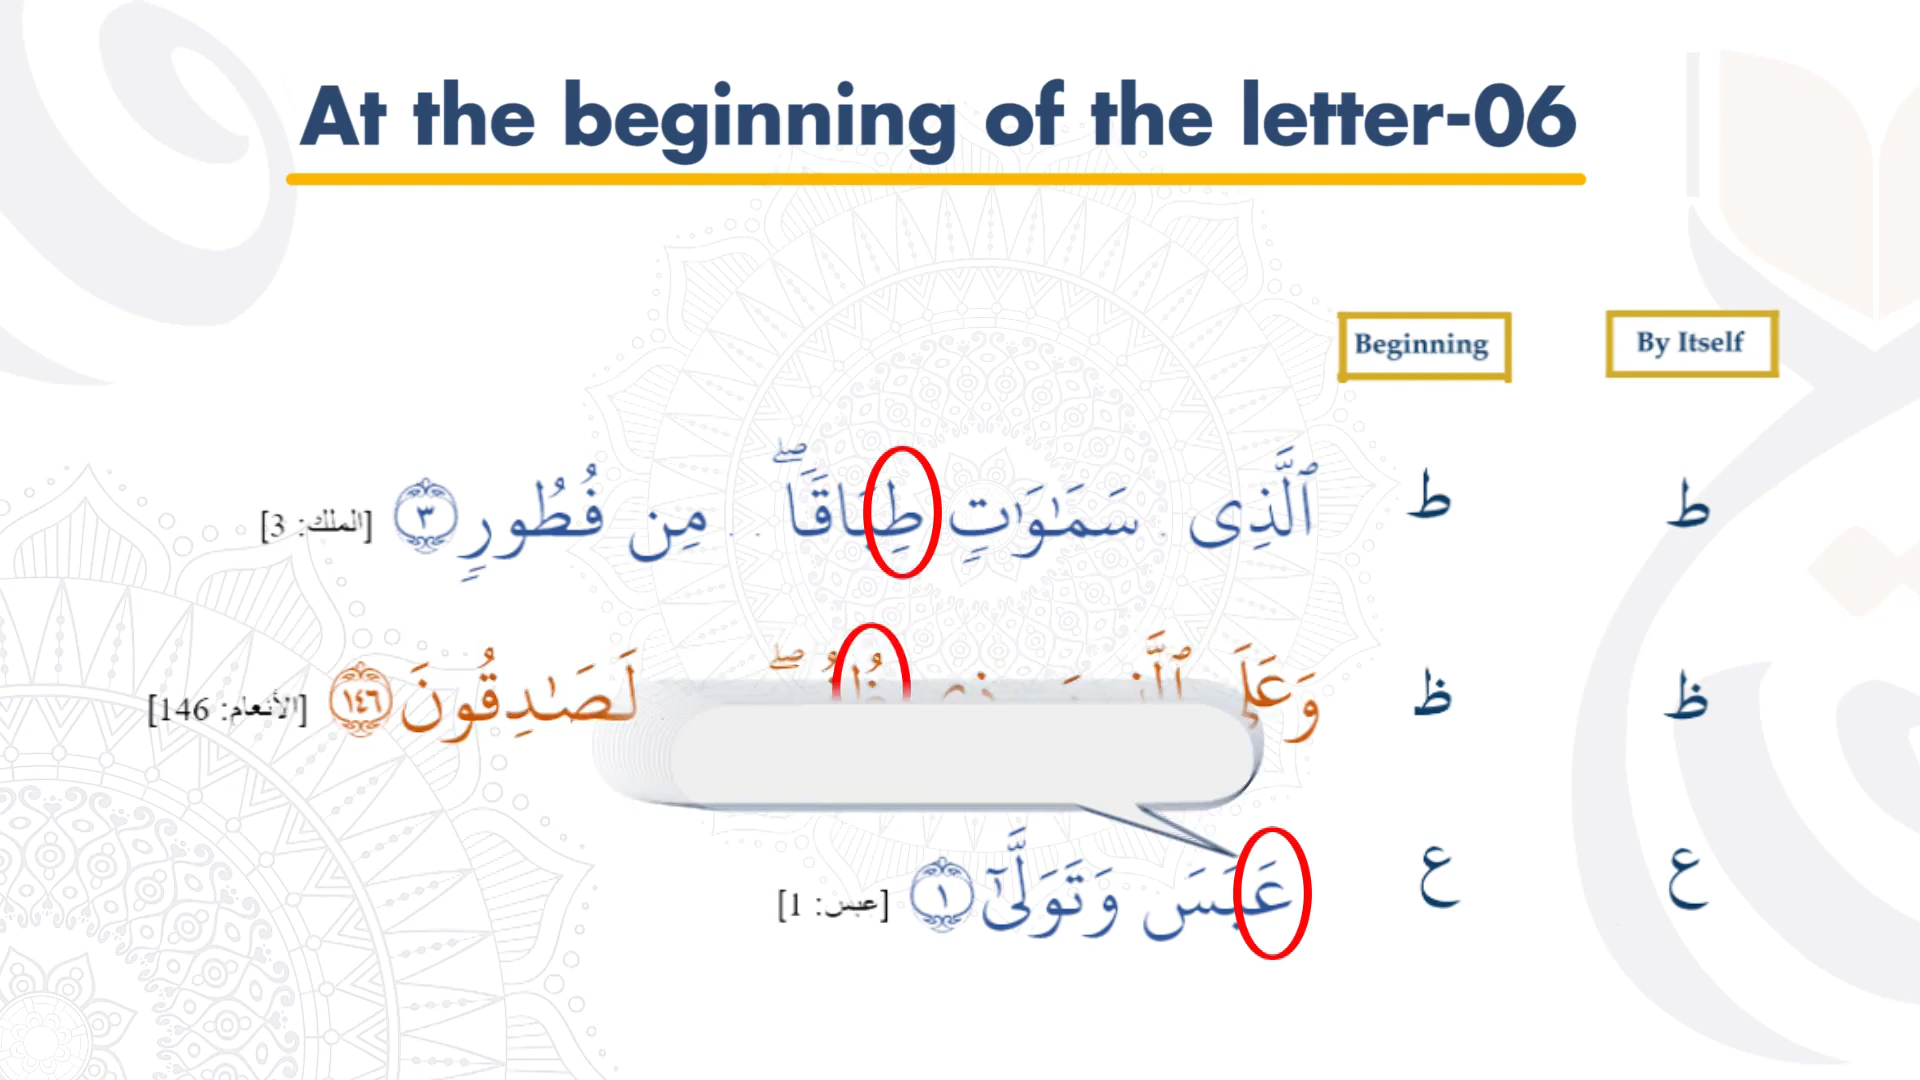 At the beginning of the letter-06
By Itself Beginning
ط ط ٱلَّذِى سَمَٰوَٰتٍ طِبَاقًا ۖ مِن فُطُورٍ ٣ [الملك: 3]
ظ ظ وَعَلَى لَصَٰدِقُونَ ١٤٦ [الأنعام: 146]
ع ع عَبَسَ وَتَوَلَّىٰٓ ١ [عبس: 1]